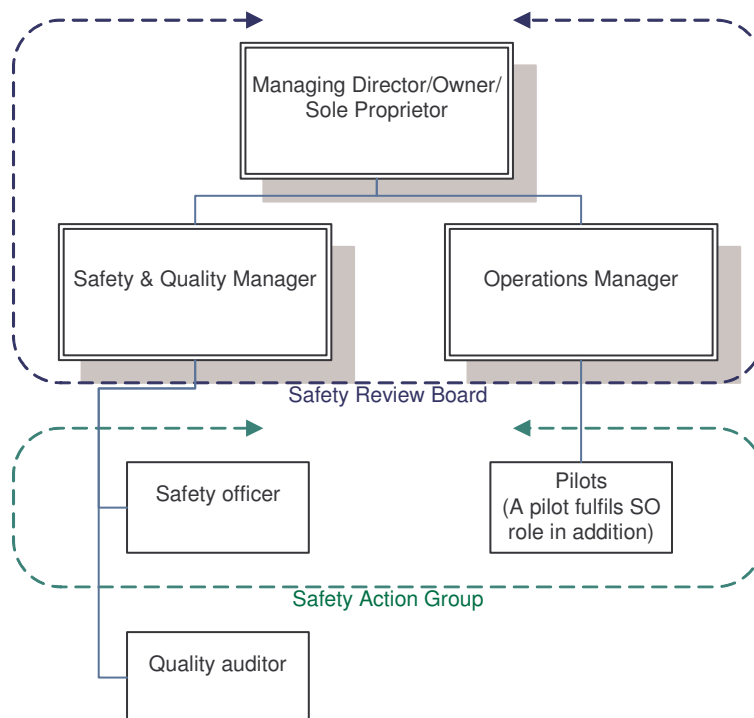 Managing Director/Owner/
Sole Proprietor
Safety & Quality Manager
Operations Manager
Safety Review Board
Safety officer
Pilots
(A pilot fulfils SO
role in addition)
Safety Action Group
Quality auditor